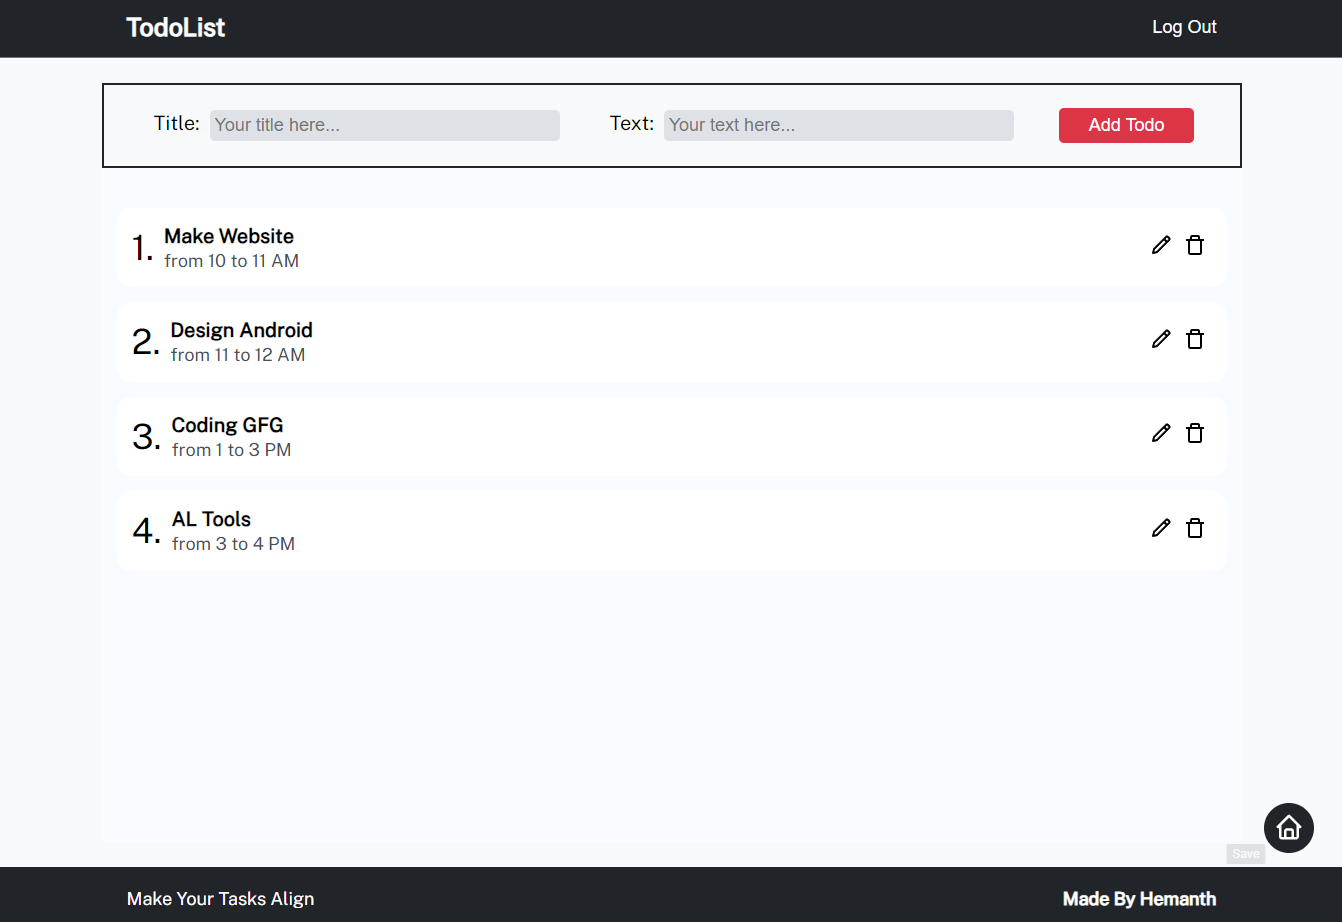 TodoList
Log Out
Title: Your title here...
Text: Your text here...
Add Todo
1. Make Website
from 10 to 11 AM
2. Design Android
from 11 to 12 AM
3. Coding GFG
from 1 to 3 PM
4. AL Tools
from 3 to 4 PM
Save
Make Your Tasks Align
Made By Hemanth